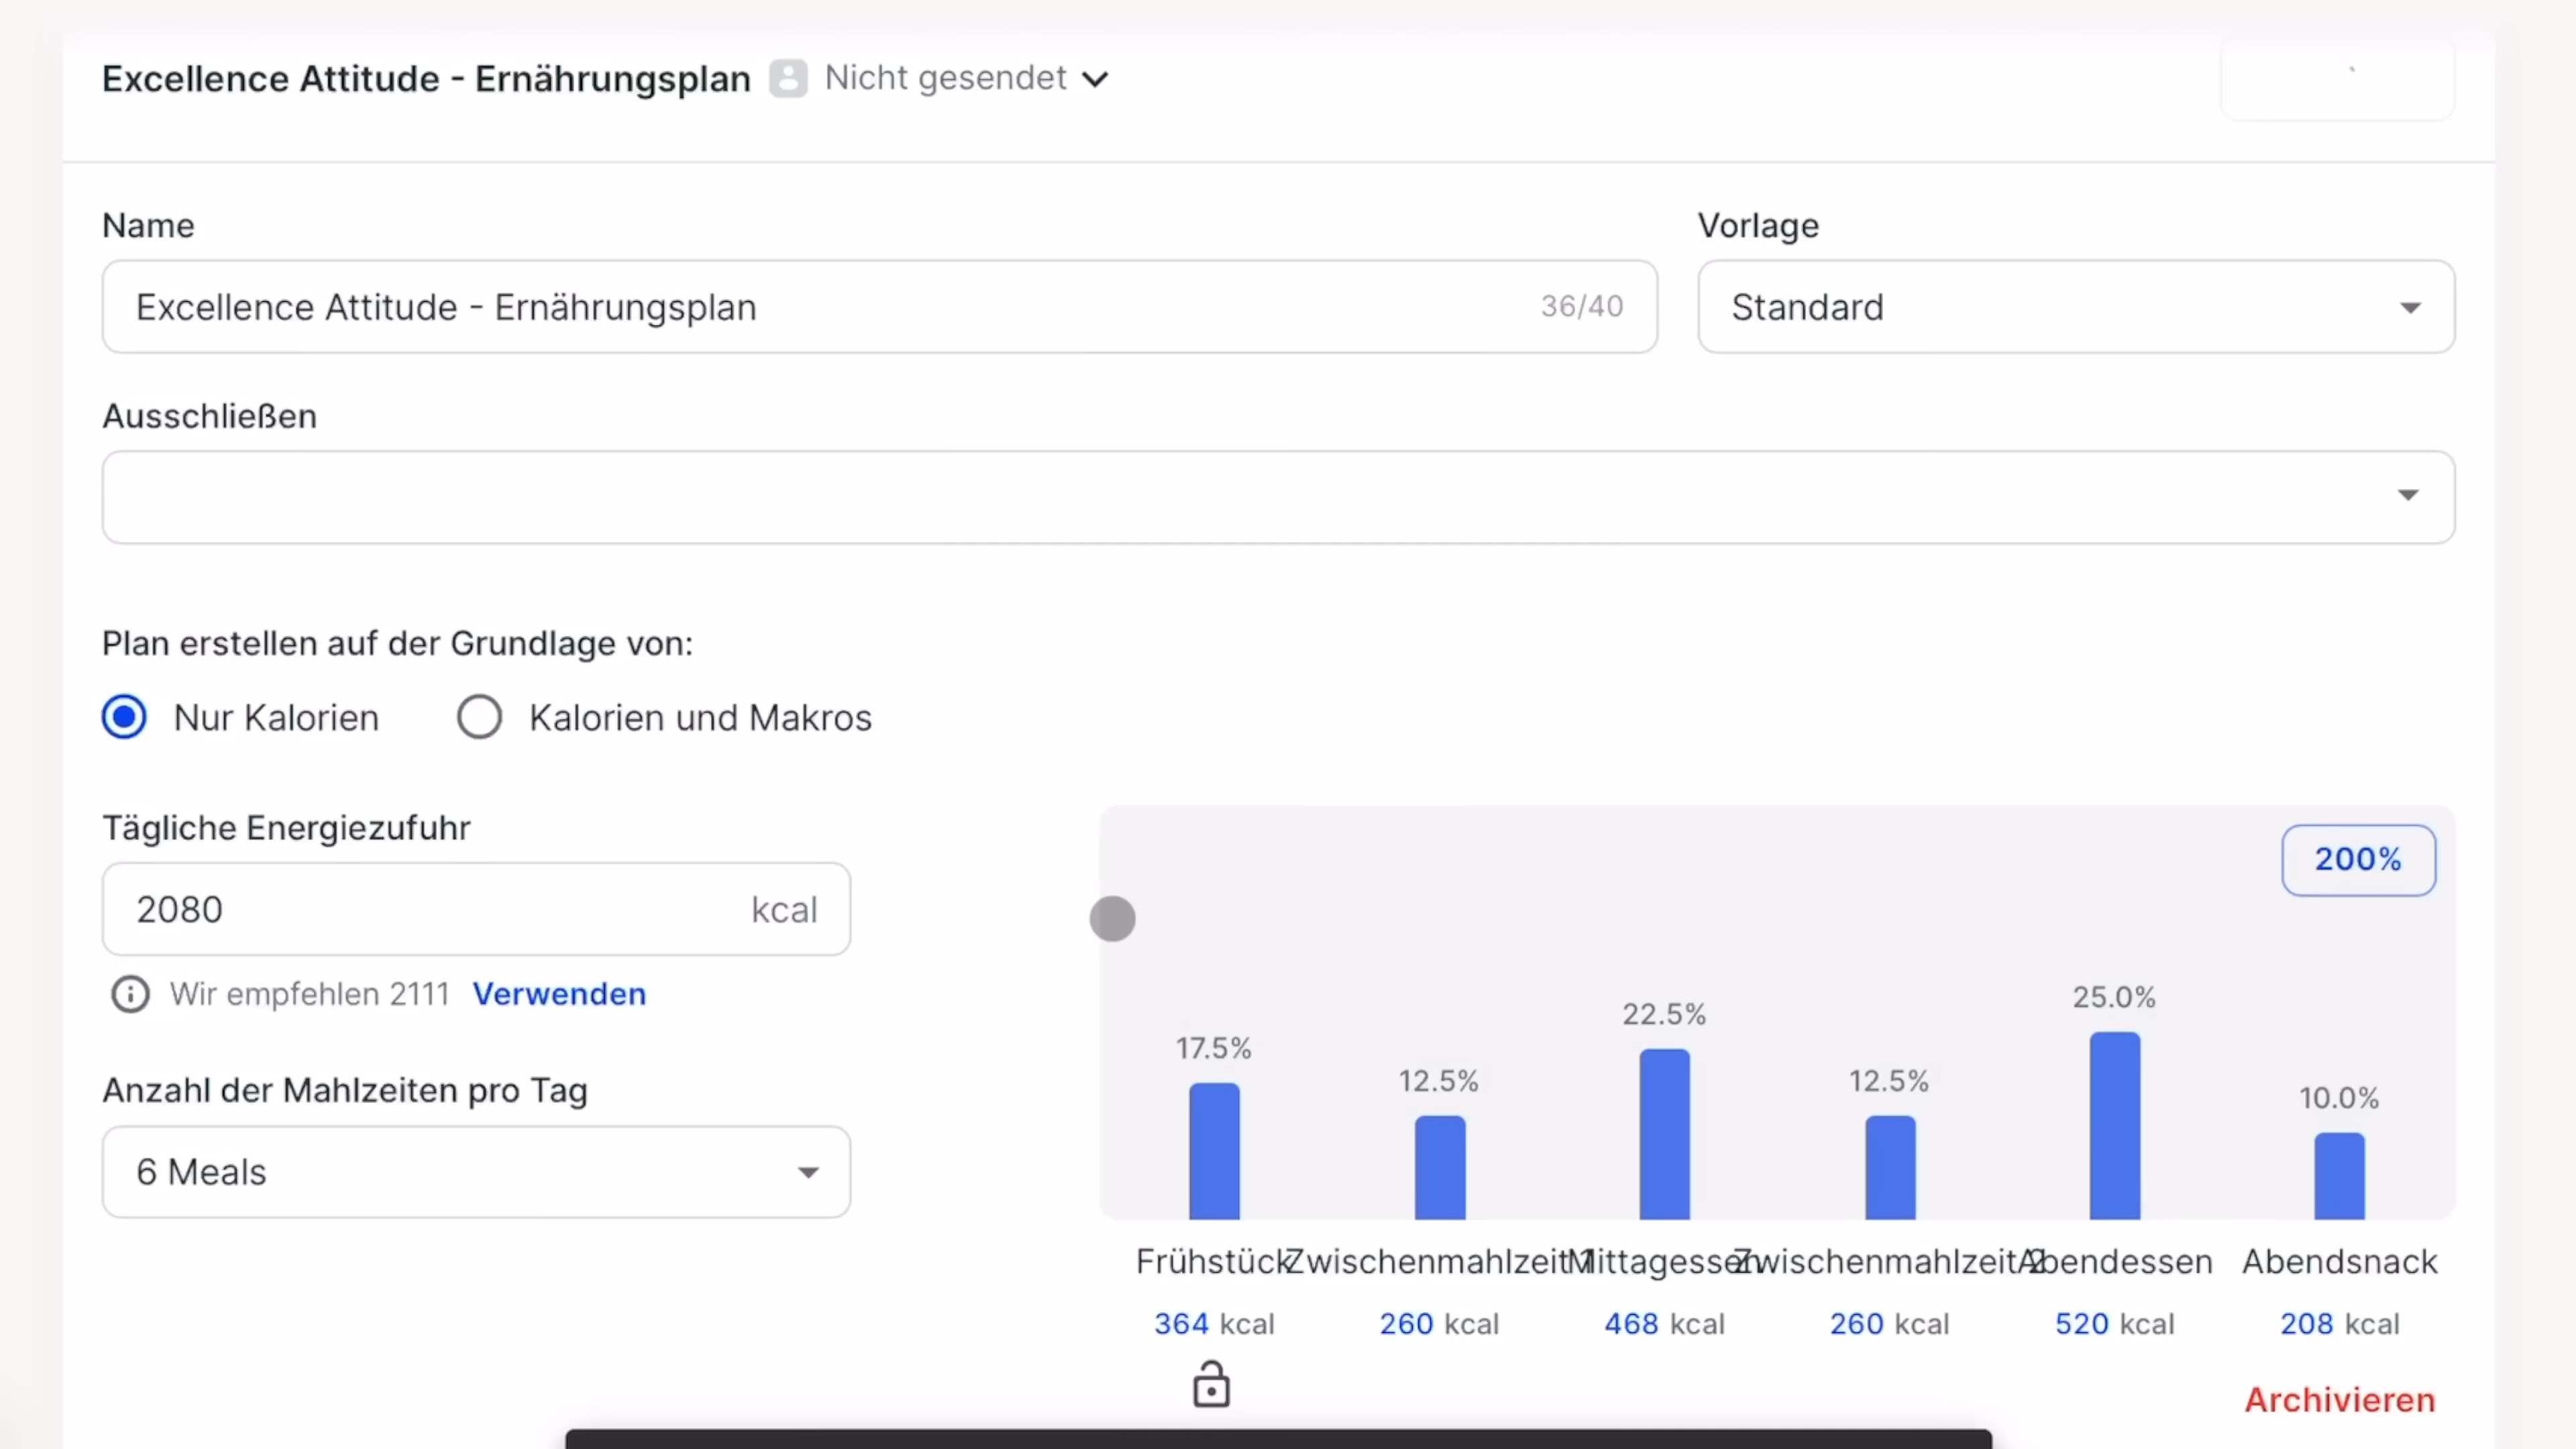 Excellence Attitude - Ernährungsplan Nicht gesendet
Name
Vorlage
Excellence Attitude - Ernährungsplan 36/40
Standard
Ausschließen
Plan erstellen auf der Grundlage von:
Nur Kalorien Kalorien und Makros
Tägliche Energiezufuhr
2080 kcal
Wir empfehlen 2111 Verwenden
Anzahl der Mahlzeiten pro Tag
6 Meals
200%
17.5% 12.5% 22.5% 12.5% 25.0% 10.0%
Frühstück Zwischenmahlzeit 1 Mittagessen Zwischenmahlzeit 2 Abendessen Abendsnack
364 kcal 260 kcal 468 kcal 260 kcal 520 kcal 208 kcal
Archivieren